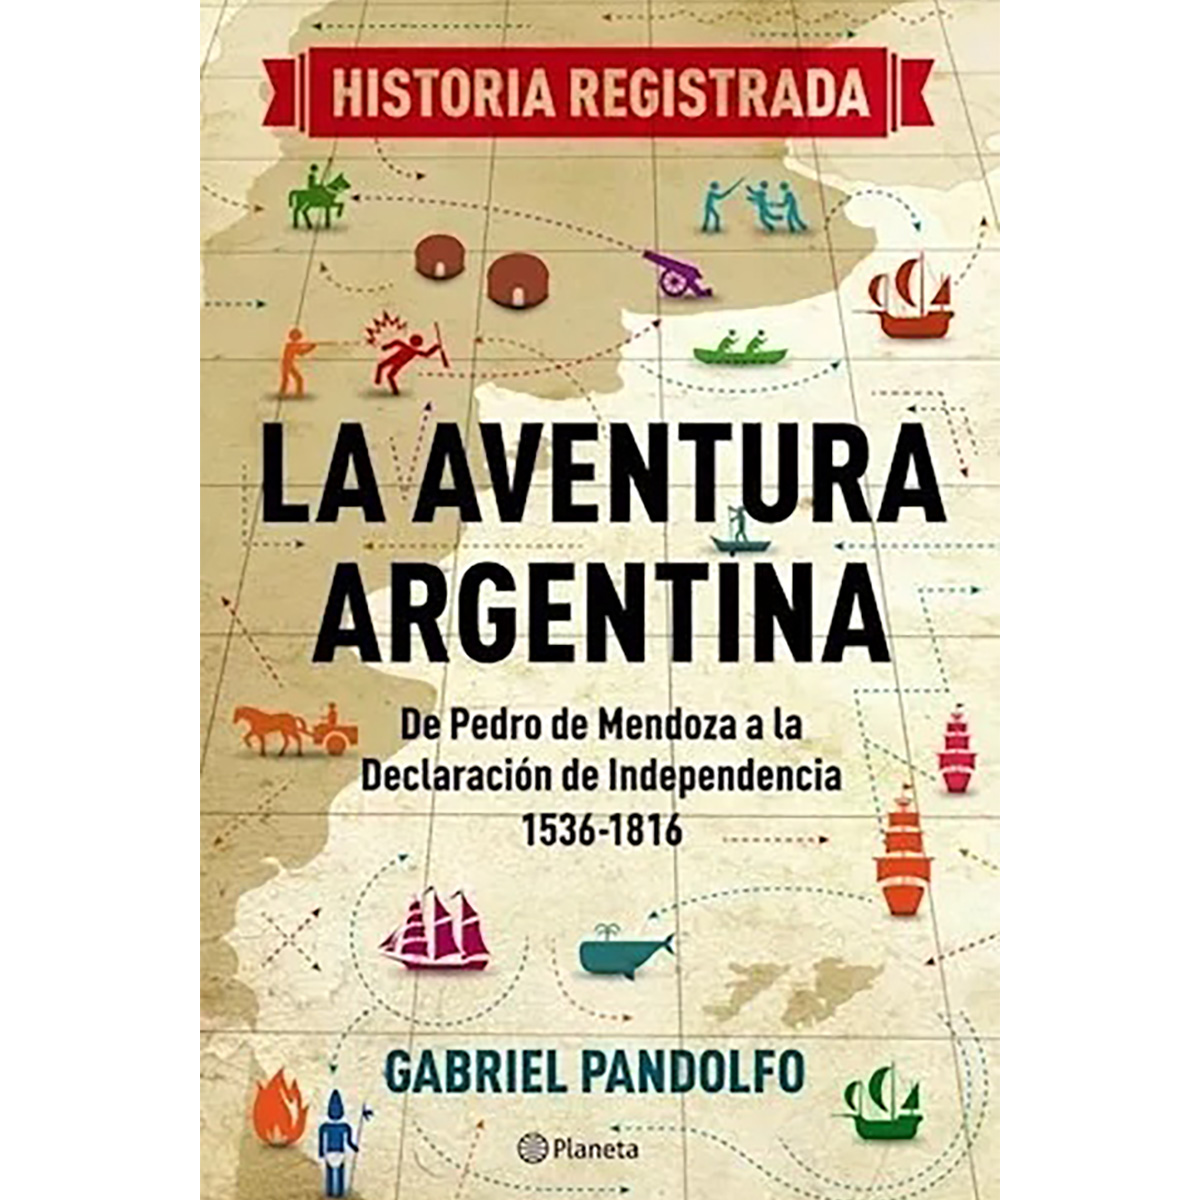 HISTORIA REGISTRADA
LA AVENTURA
ARGENTINA
De Pedro de Mendoza a la
Declaración de Independencia
1536-1816
GABRIEL PANDOLFO
Planeta